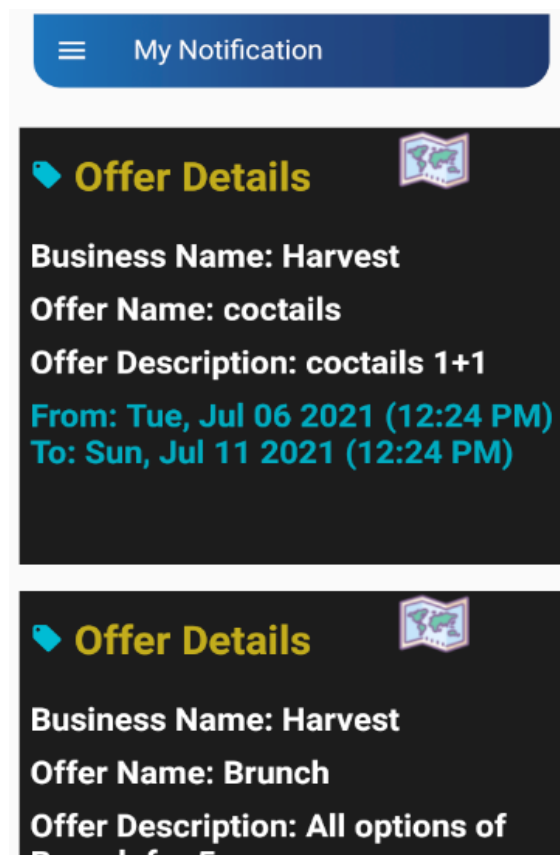 My Notification
Offer Details
Business Name: Harvest
Offer Name: coctails
Offer Description: coctails 1+1
From: Tue, Jul 06 2021 (12:24 PM)
To: Sun, Jul 11 2021 (12:24 PM)
Offer Details
Business Name: Harvest
Offer Name: Brunch
Offer Description: All options of